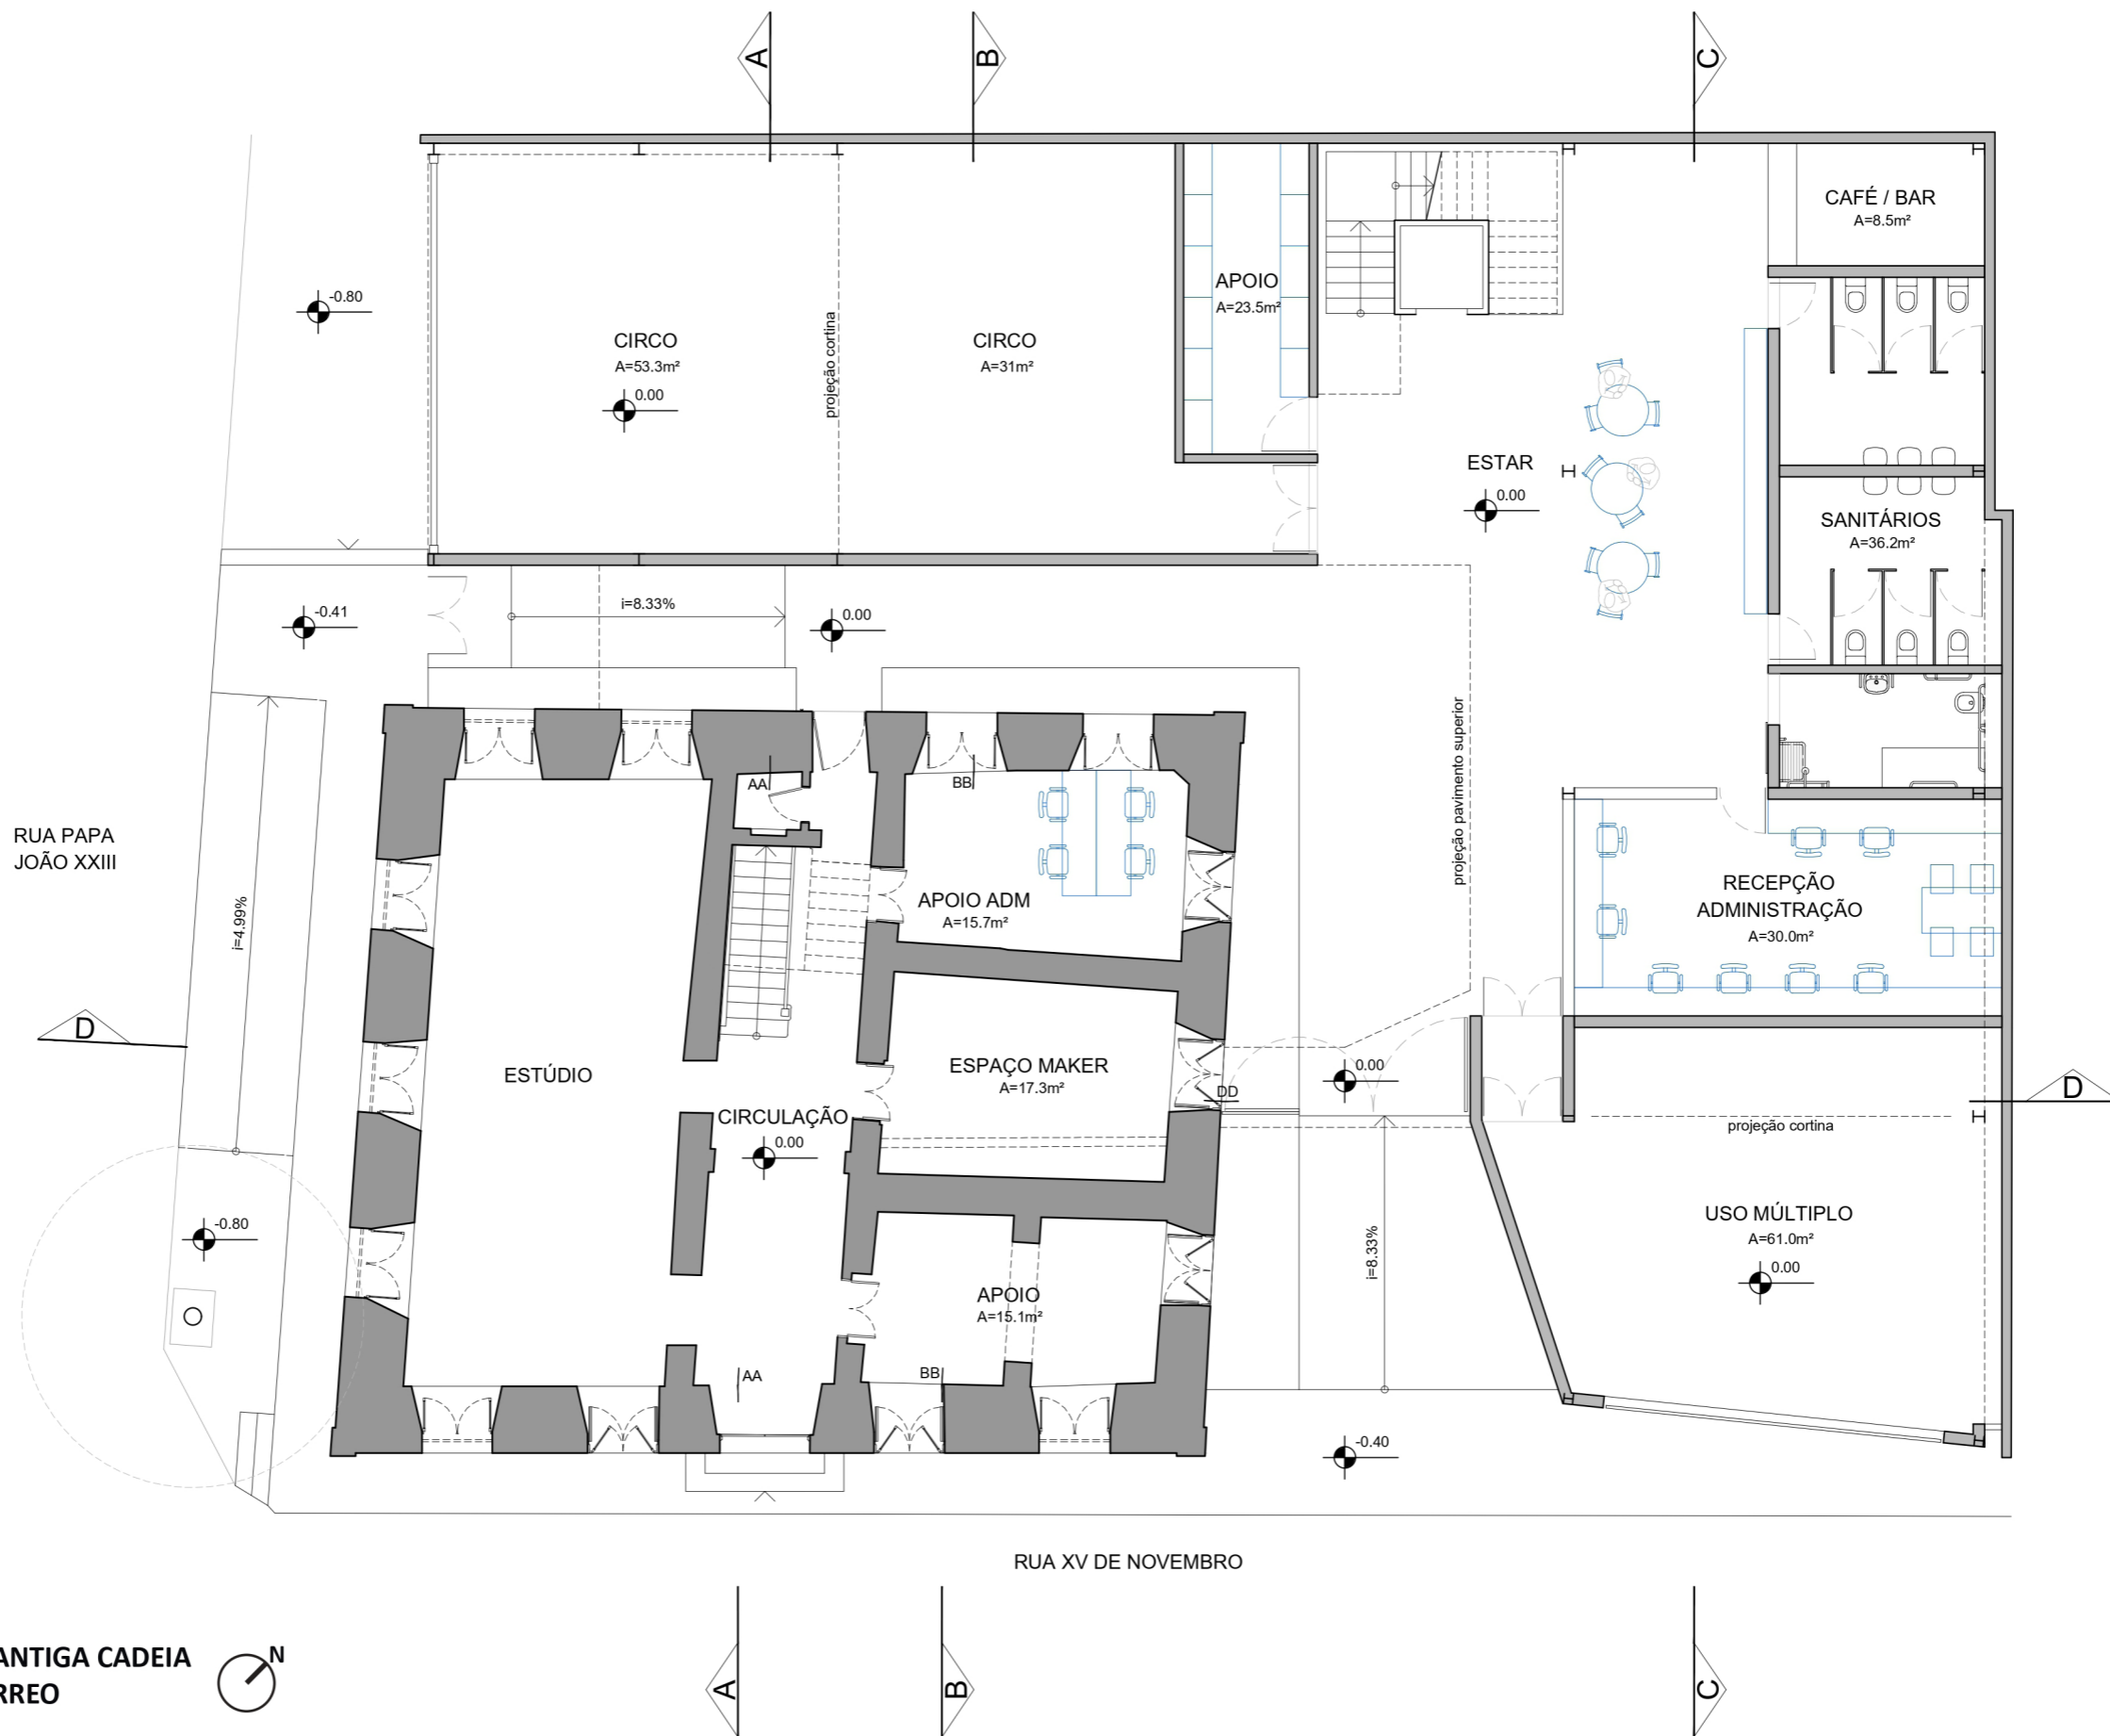 A
B
C
CAFÉ / BAR
A=8.5m²
-0.80
APOIO
A=23.5m²
CIRCO
A=53.3m²
0.00
projeção cortina
CIRCO
A=31m²
ESTAR
0.00
SANITÁRIOS
A=36.2m²
-0.41
i=8.33%
0.00
projeção pavimento superior
RUA PAPA
JOÃO XXIII
i=4.99%
AA
BB
APOIO ADM
A=15.7m²
RECEPÇÃO
ADMINISTRAÇÃO
A=30.0m²
D
ESTÚDIO
ESPAÇO MAKER
A=17.3m²
DD
0.00
D
CIRCULAÇÃO
0.00
projeção cortina
-0.80
i=8.33%
USO MÚLTIPLO
A=61.0m²
0.00
APOIO
A=15.1m²
AA
BB
-0.40
RUA XV DE NOVEMBRO
ANTIGA CADEIA
RREO
N
A
B
C